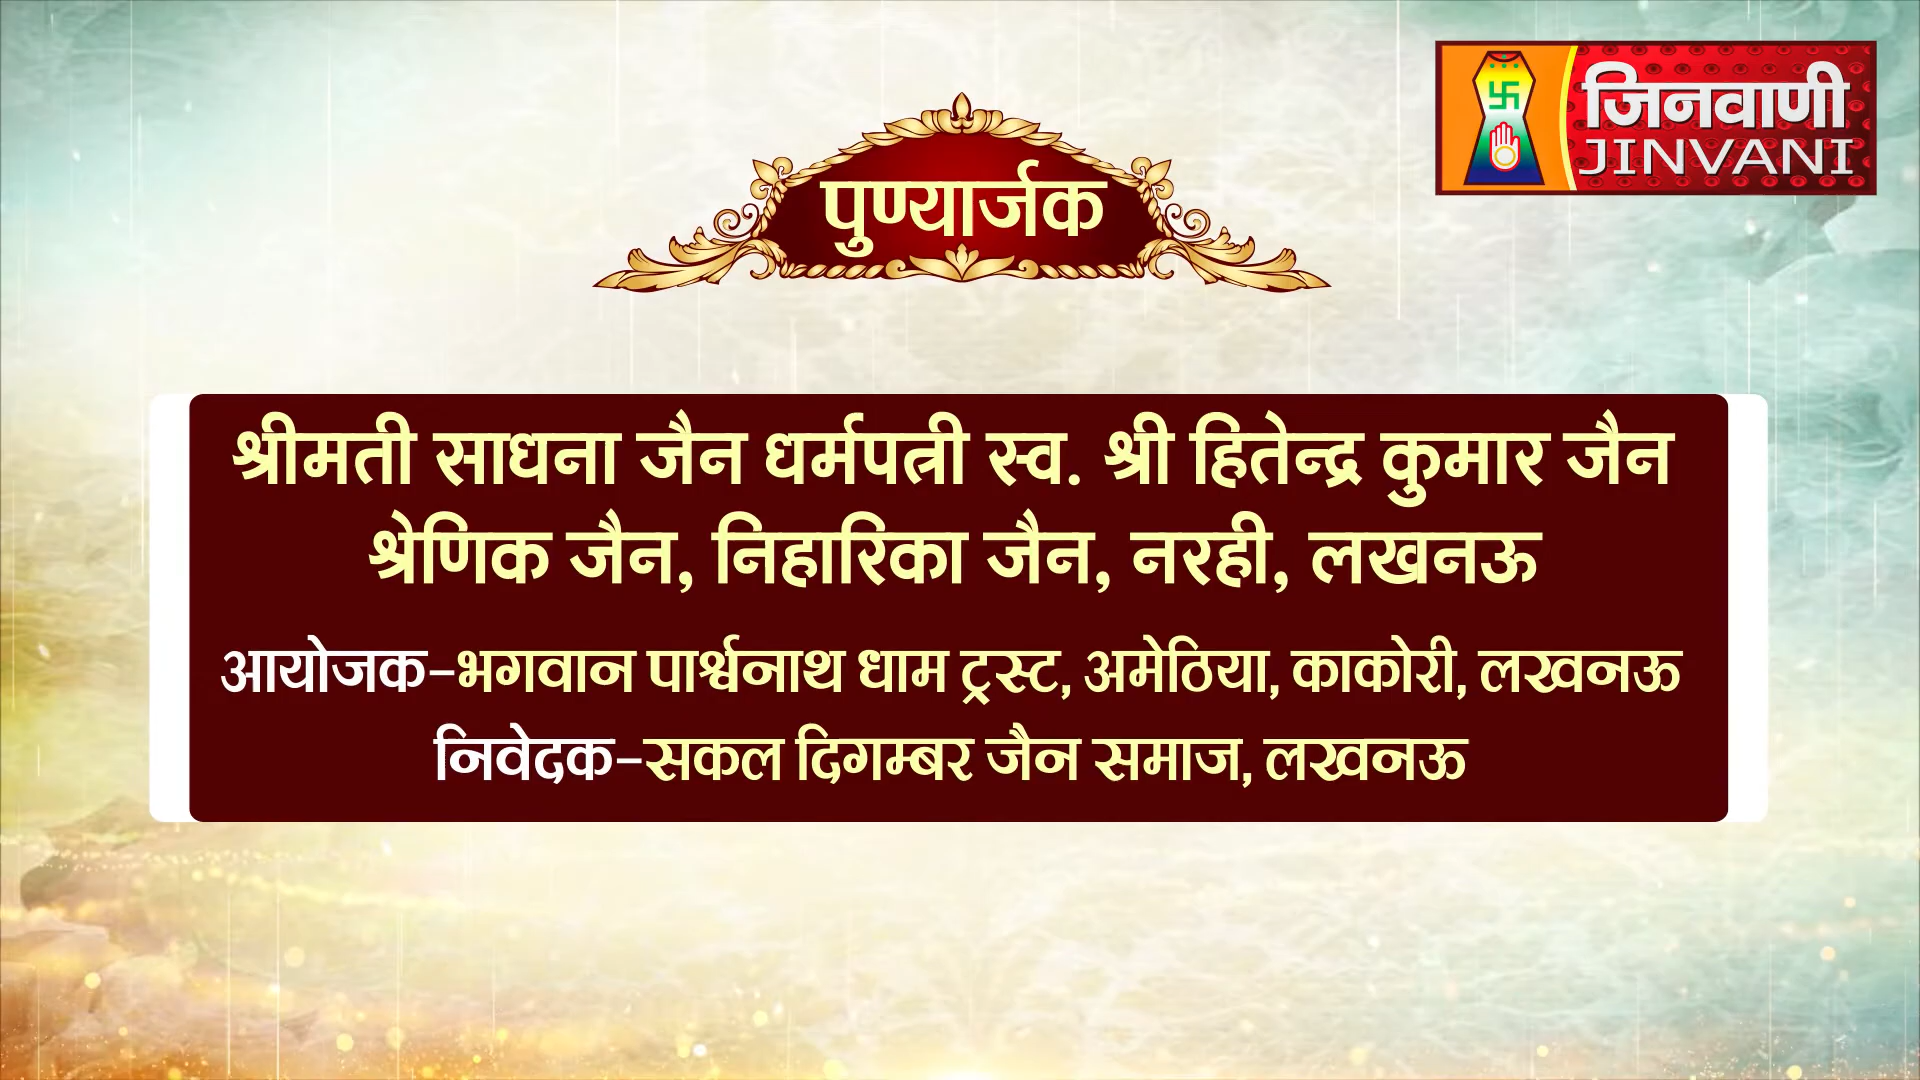 जिनवाणी
JINVANI
पुण्यार्जक
श्रीमती साधना जैन धर्मपत्नी स्व. श्री हितेन्द्र कुमार जैन
श्रेणिक जैन, निहारिका जैन, नरही, लखनऊ
आयोजक-भगवान पार्श्वनाथ धाम ट्रस्ट, अमेठिया, काकोरी, लखनऊ
निवेदक-सकल दिगम्बर जैन समाज, लखनऊ